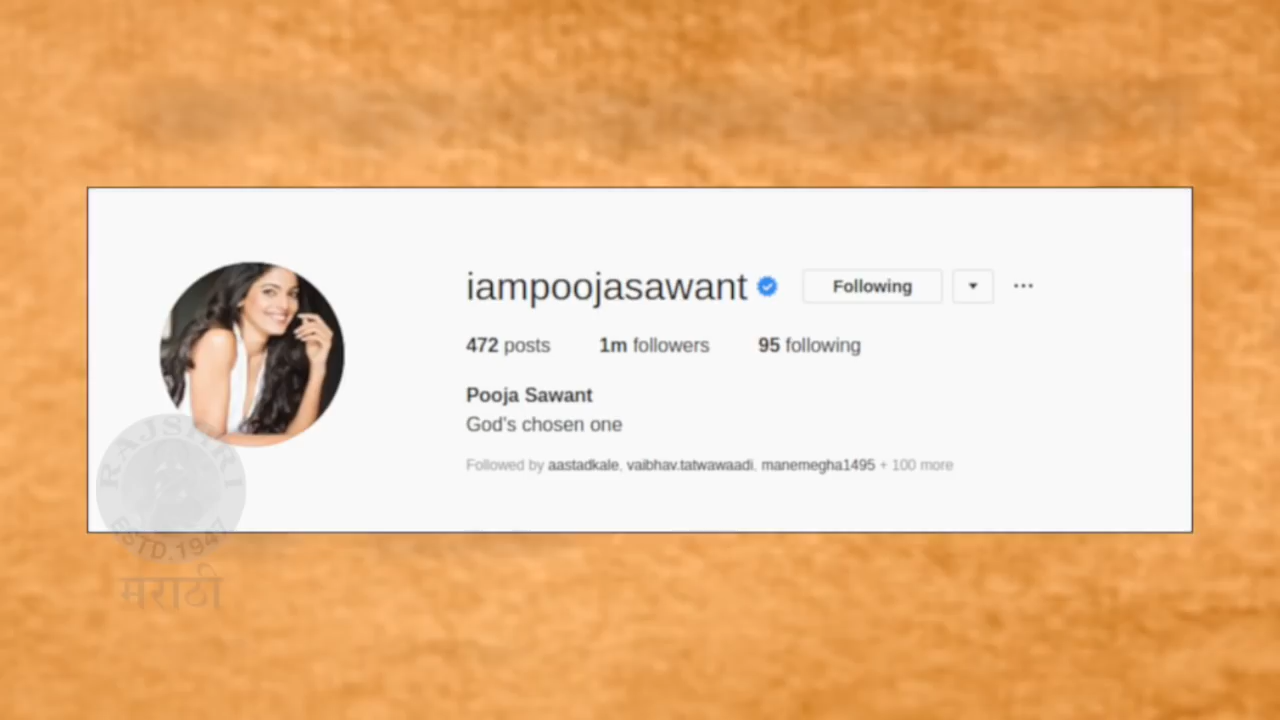 iampoojasawant Following ▼ ...
472 posts 1m followers 95 following
Pooja Sawant
God's chosen one
Followed by aastadkale, vaibhav.tatwawaadi, manemegha1495 + 100 more
RAJSHRI
ESTD.1947
मराठी